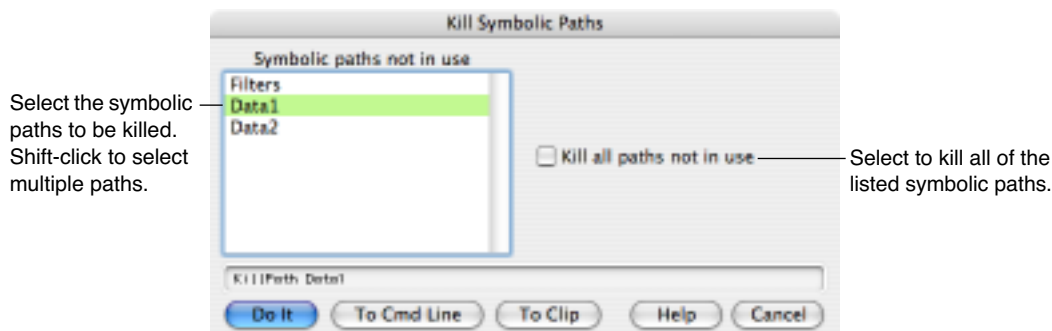 Kill Symbolic Paths
Symbolic paths not in use
Filters
Data1
Data2
Select the symbolic
paths to be killed.
Shift-click to select
multiple paths.
Kill all paths not in use
Select to kill all of the
listed symbolic paths.
KillPath Data1
Do It
To Cmd Line
To Clip
Help
Cancel